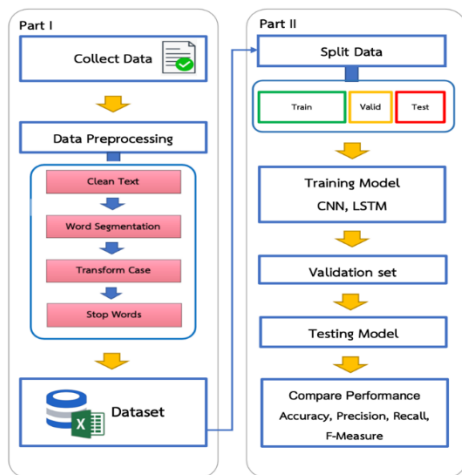 Part I
Collect Data
Data Preprocessing
Clean Text
Word Segmentation
Transform Case
Stop Words
Dataset
Part II
Split Data
Train Valid Test
Training Model
CNN, LSTM
Validation set
Testing Model
Compare Performance
Accuracy, Precision, Recall,
F-Measure